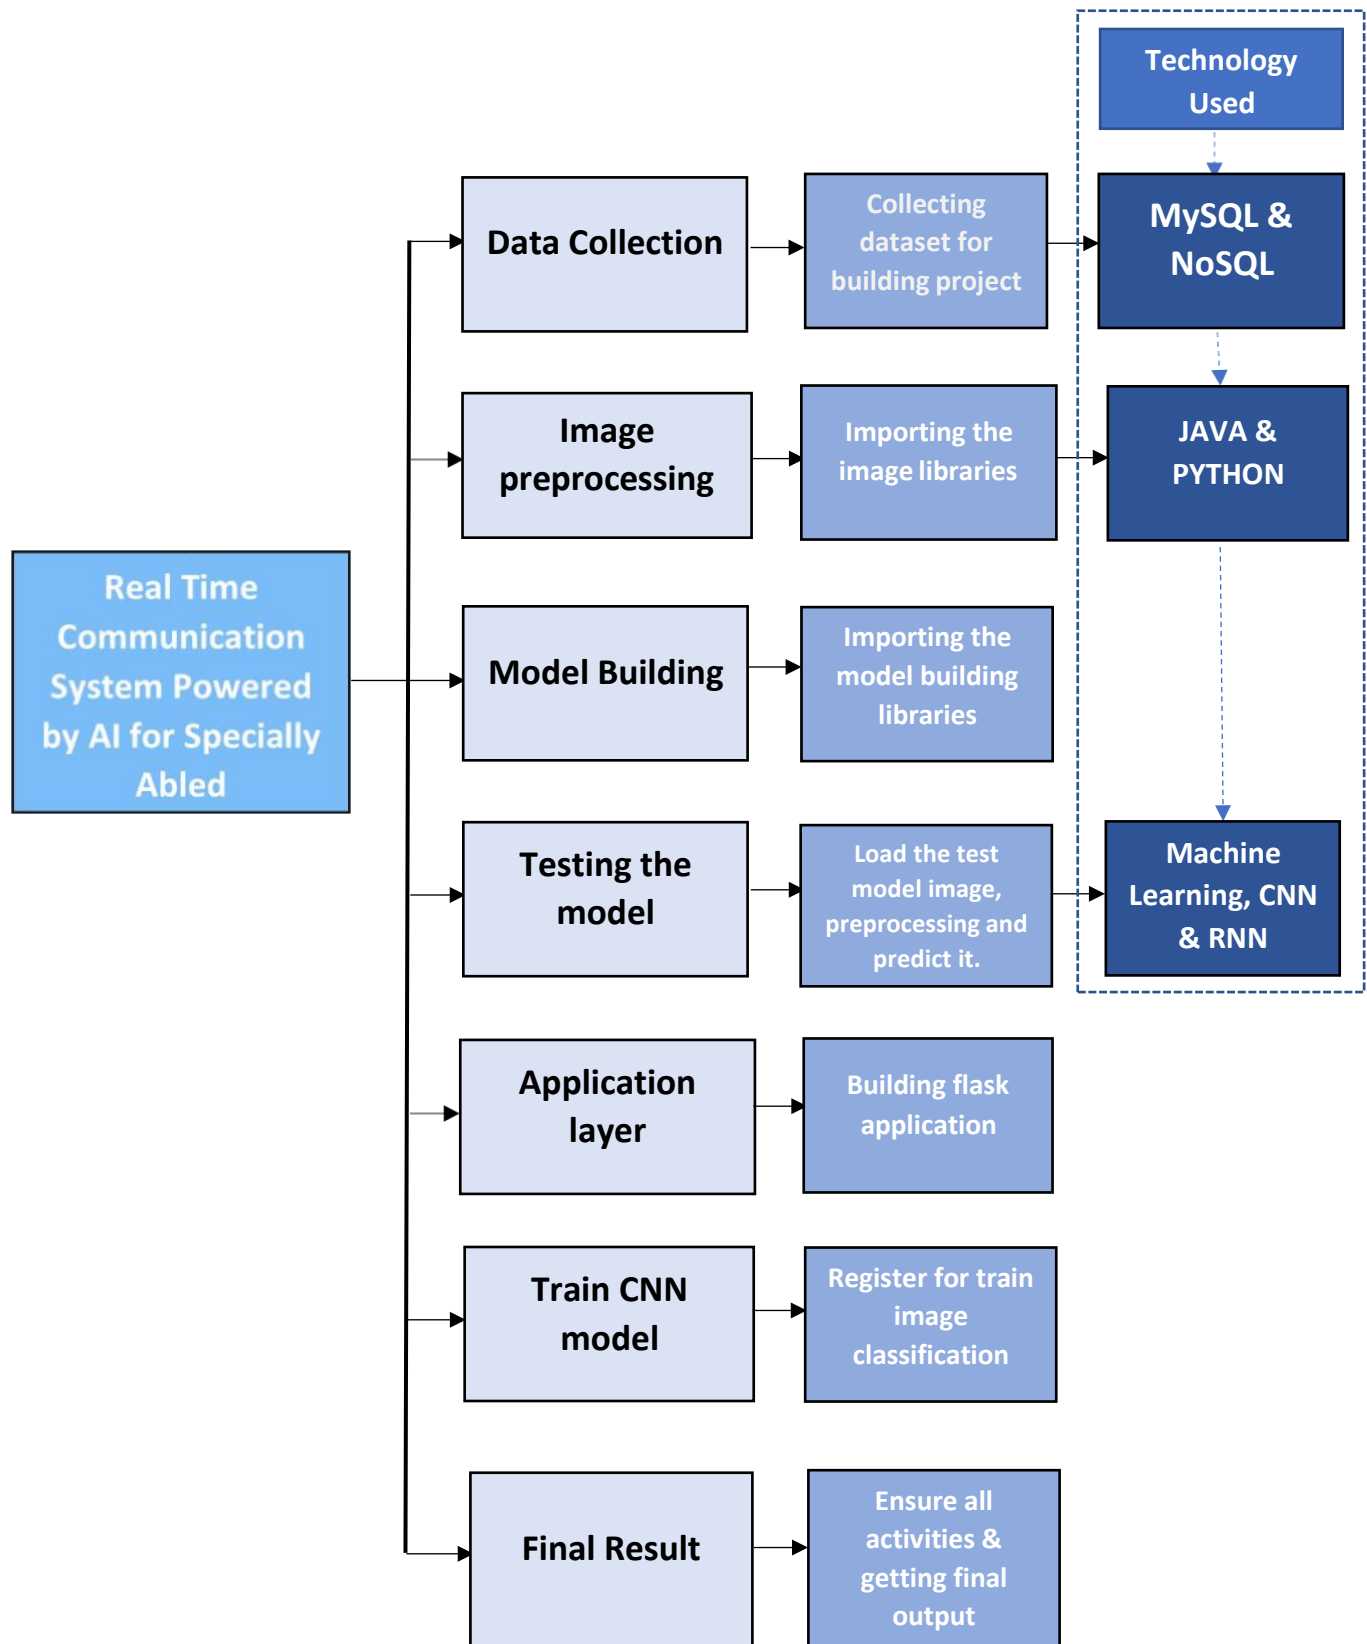 Technology
Used
Data Collection
Collecting
dataset for
building project
MySQL &
NoSQL
Image
preprocessing
Importing the
image libraries
JAVA &
PYTHON
Real Time
Communication
System Powered
by AI for Specially
Abled
Model Building
Importing the
model building
libraries
Testing the
model
Load the test
model image,
preprocessing and
predict it.
Machine
Learning, CNN
& RNN
Application
layer
Building flask
application
Train CNN
model
Register for train
image
classification
Final Result
Ensure all
activities &
getting final
output